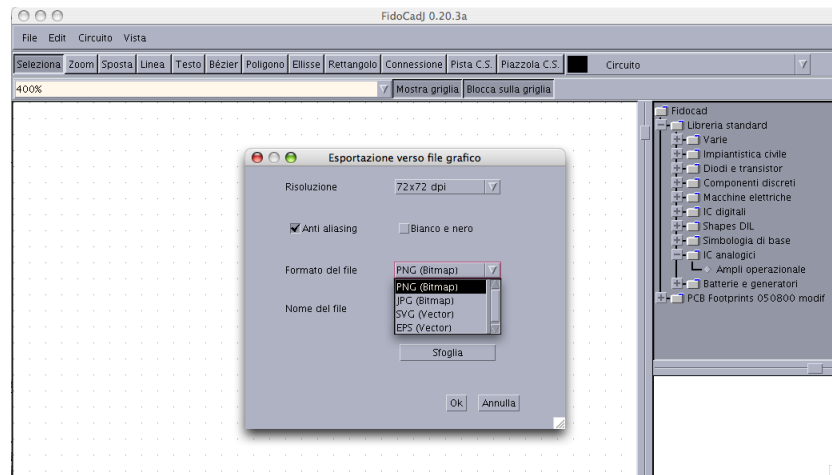 FidoCadJ 0.20.3a
File Edit Circuito Vista
Seleziona Zoom Sposta Linea Testo Bézier Poligono Ellisse Rettangolo Connessione Pista C.S. Piazzola C.S. Circuito
400% Mostra griglia Blocca sulla griglia
Fidocad
Libreria standard
Varie
Impiantistica civile
Diodi e transistor
Componenti discreti
Macchine elettriche
IC digitali
Shapes DIL
Simbologia di base
IC analogici
Ampli operazionale
Batterie e generatori
PCB Footprints 050800 modif
Esportazione verso file grafico
Risoluzione 72x72 dpi
Anti aliasing Bianco e nero
Formato del file PNG (Bitmap)
PNG (Bitmap)
JPG (Bitmap)
SVG (Vector)
EPS (Vector)
Nome del file
Sfoglia
Ok Annulla